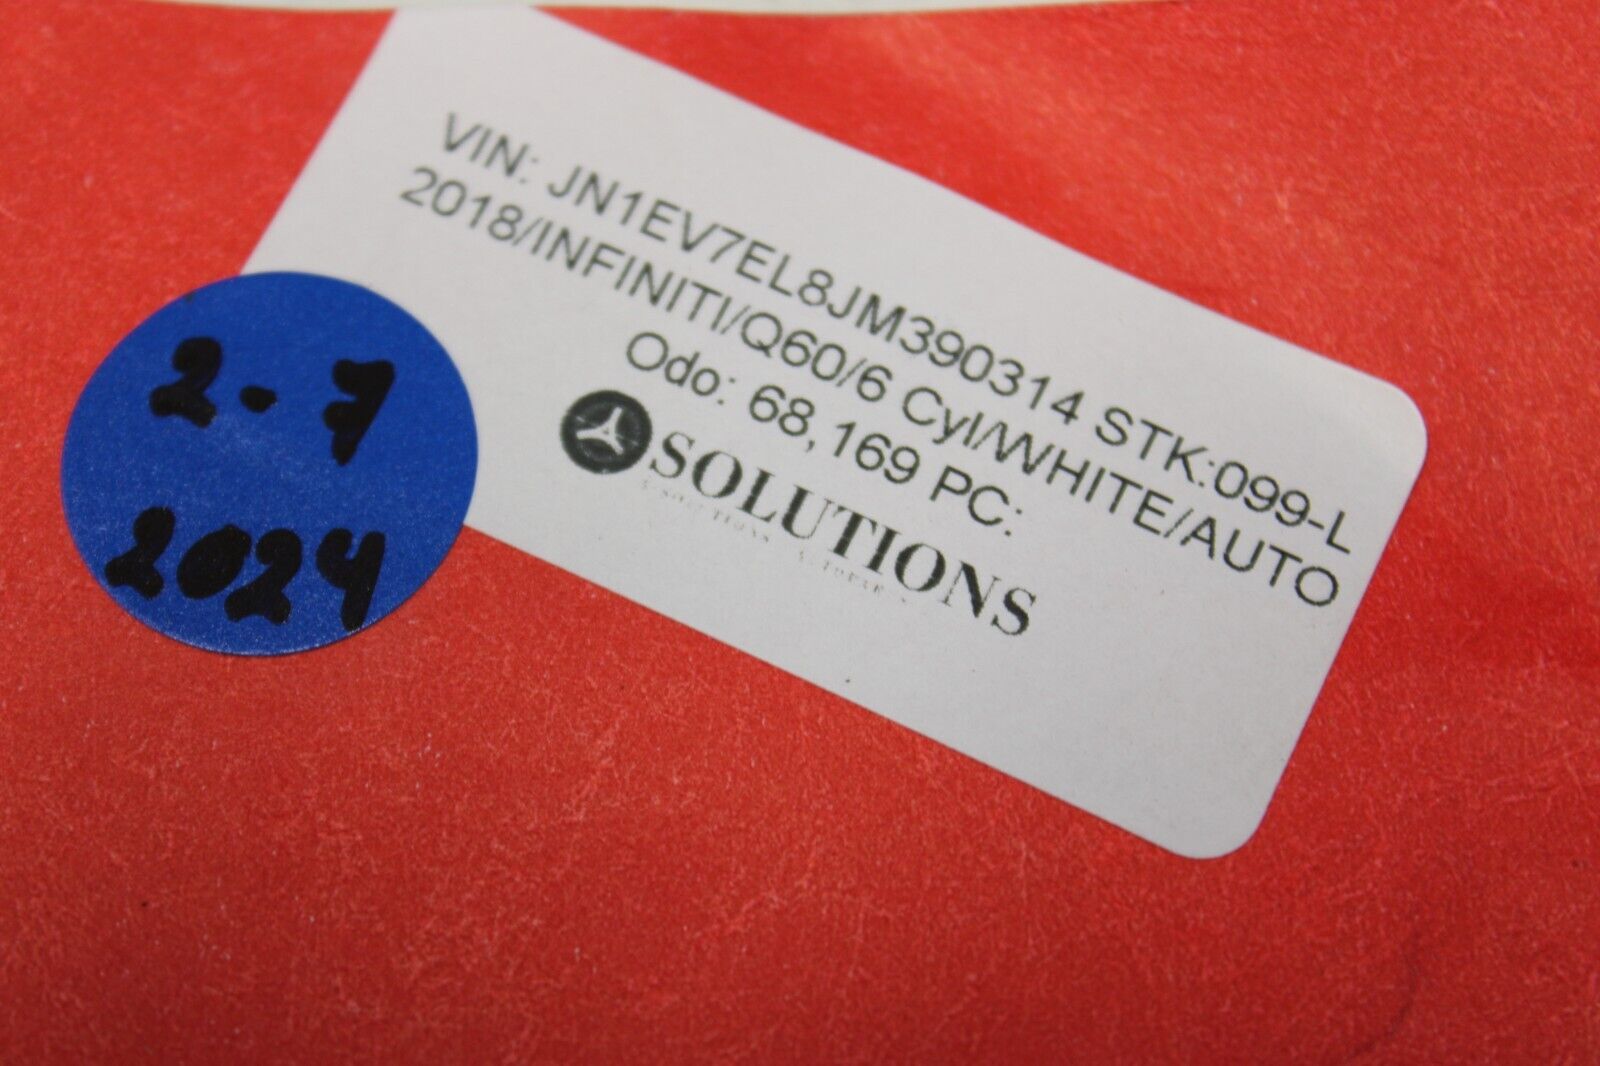 VIN: JN1EV7EL8JM390314 STK:099-L
2018/INFINITI/Q60/6 Cyl/WHITE/AUTO
Odo: 68,169 PC:
SOLUTIONS
2-7
2024